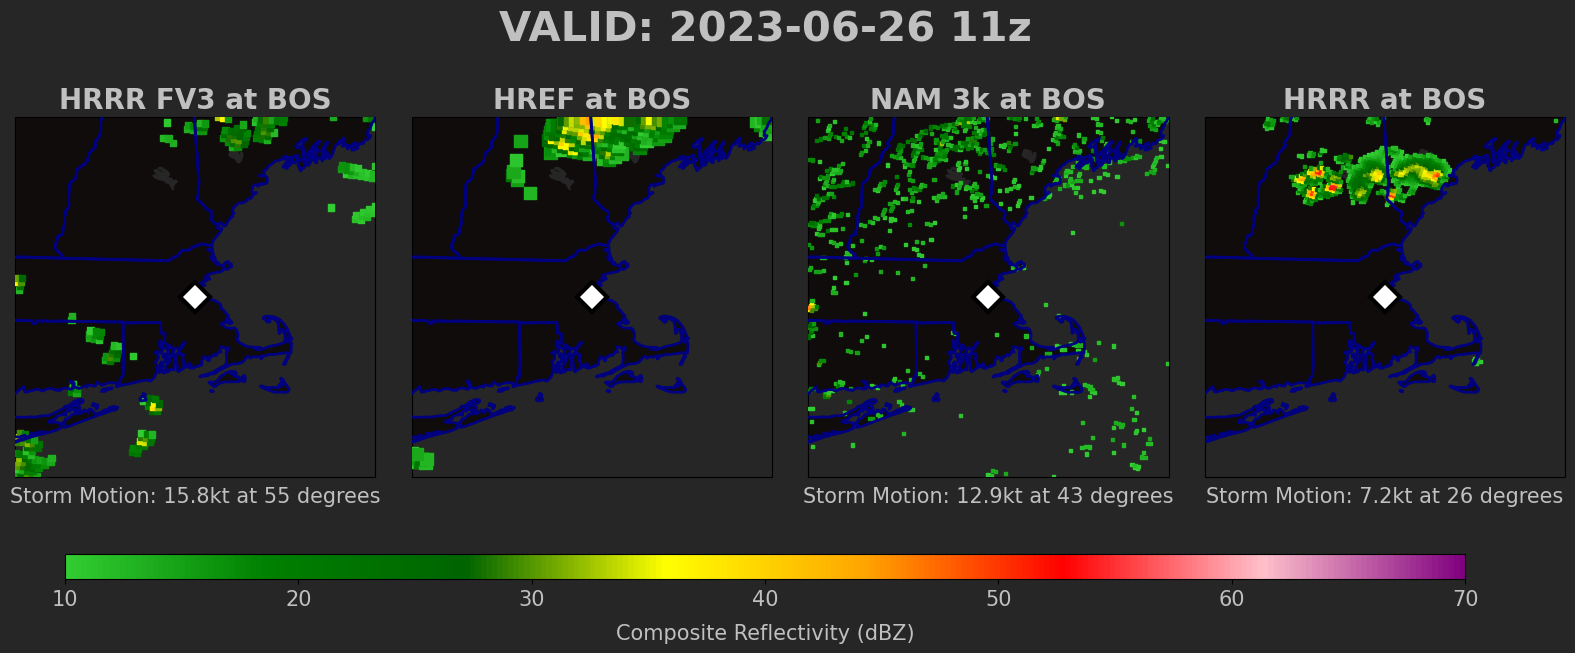 VALID: 2023-06-26 11z
HRRR FV3 at BOS
HREF at BOS
NAM 3k at BOS
HRRR at BOS
Storm Motion: 15.8kt at 55 degrees
Storm Motion: 12.9kt at 43 degrees
Storm Motion: 7.2kt at 26 degrees
10 20 30 40 50 60 70
Composite Reflectivity (dBZ)